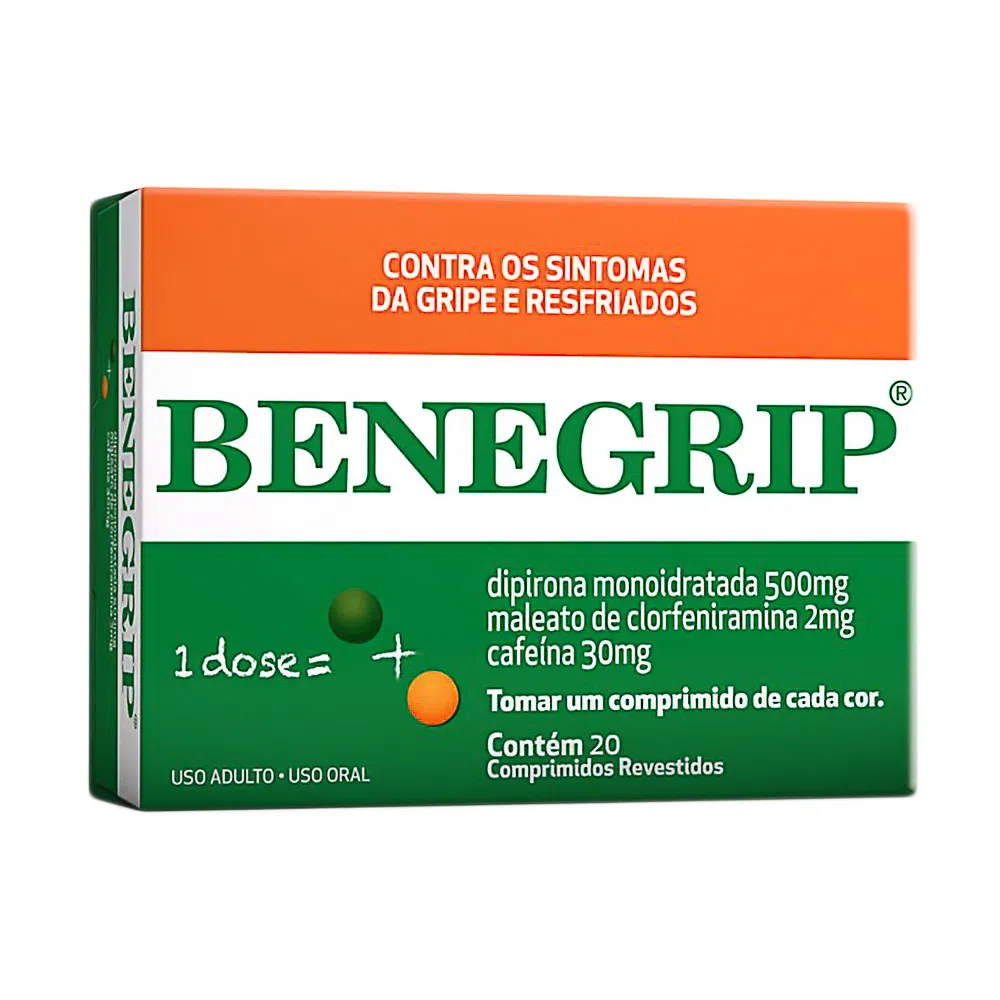 CONTRA OS SINTOMAS
DA GRIPE E RESFRIADOS
BENEGRIP®
dipirona monoidratada 500mg
maleato de clorfeniramina 2mg
cafeína 30mg
1 dose = +
Tomar um comprimido de cada cor.
Contém 20
Comprimidos Revestidos
USO ADULTO • USO ORAL
BENEGRIP®